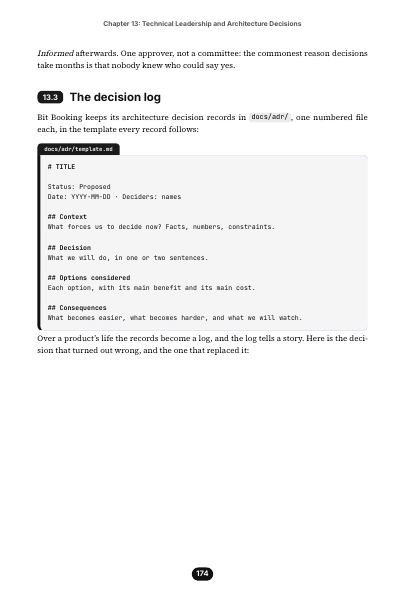 Chapter 13: Technical Leadership and Architecture Decisions
Informed afterwards. One approver, not a committee: the commonest reason decisions
take months is that nobody knew who could say yes.
13.3 The decision log
Bit Booking keeps its architecture decision records in docs/adr/, one numbered file
each, in the template every record follows:
docs/adr/template.md
# TITLE
Status: Proposed
Date: YYYY-MM-DD · Deciders: names
## Context
What forces us to decide now? Facts, numbers, constraints.
## Decision
What we will do, in one or two sentences.
## Options considered
Each option, with its main benefit and its main cost.
## Consequences
What becomes easier, what becomes harder, and what we will watch.
Over a product's life the records become a log, and the log tells a story. Here is the deci-
sion that turned out wrong, and the one that replaced it:
174